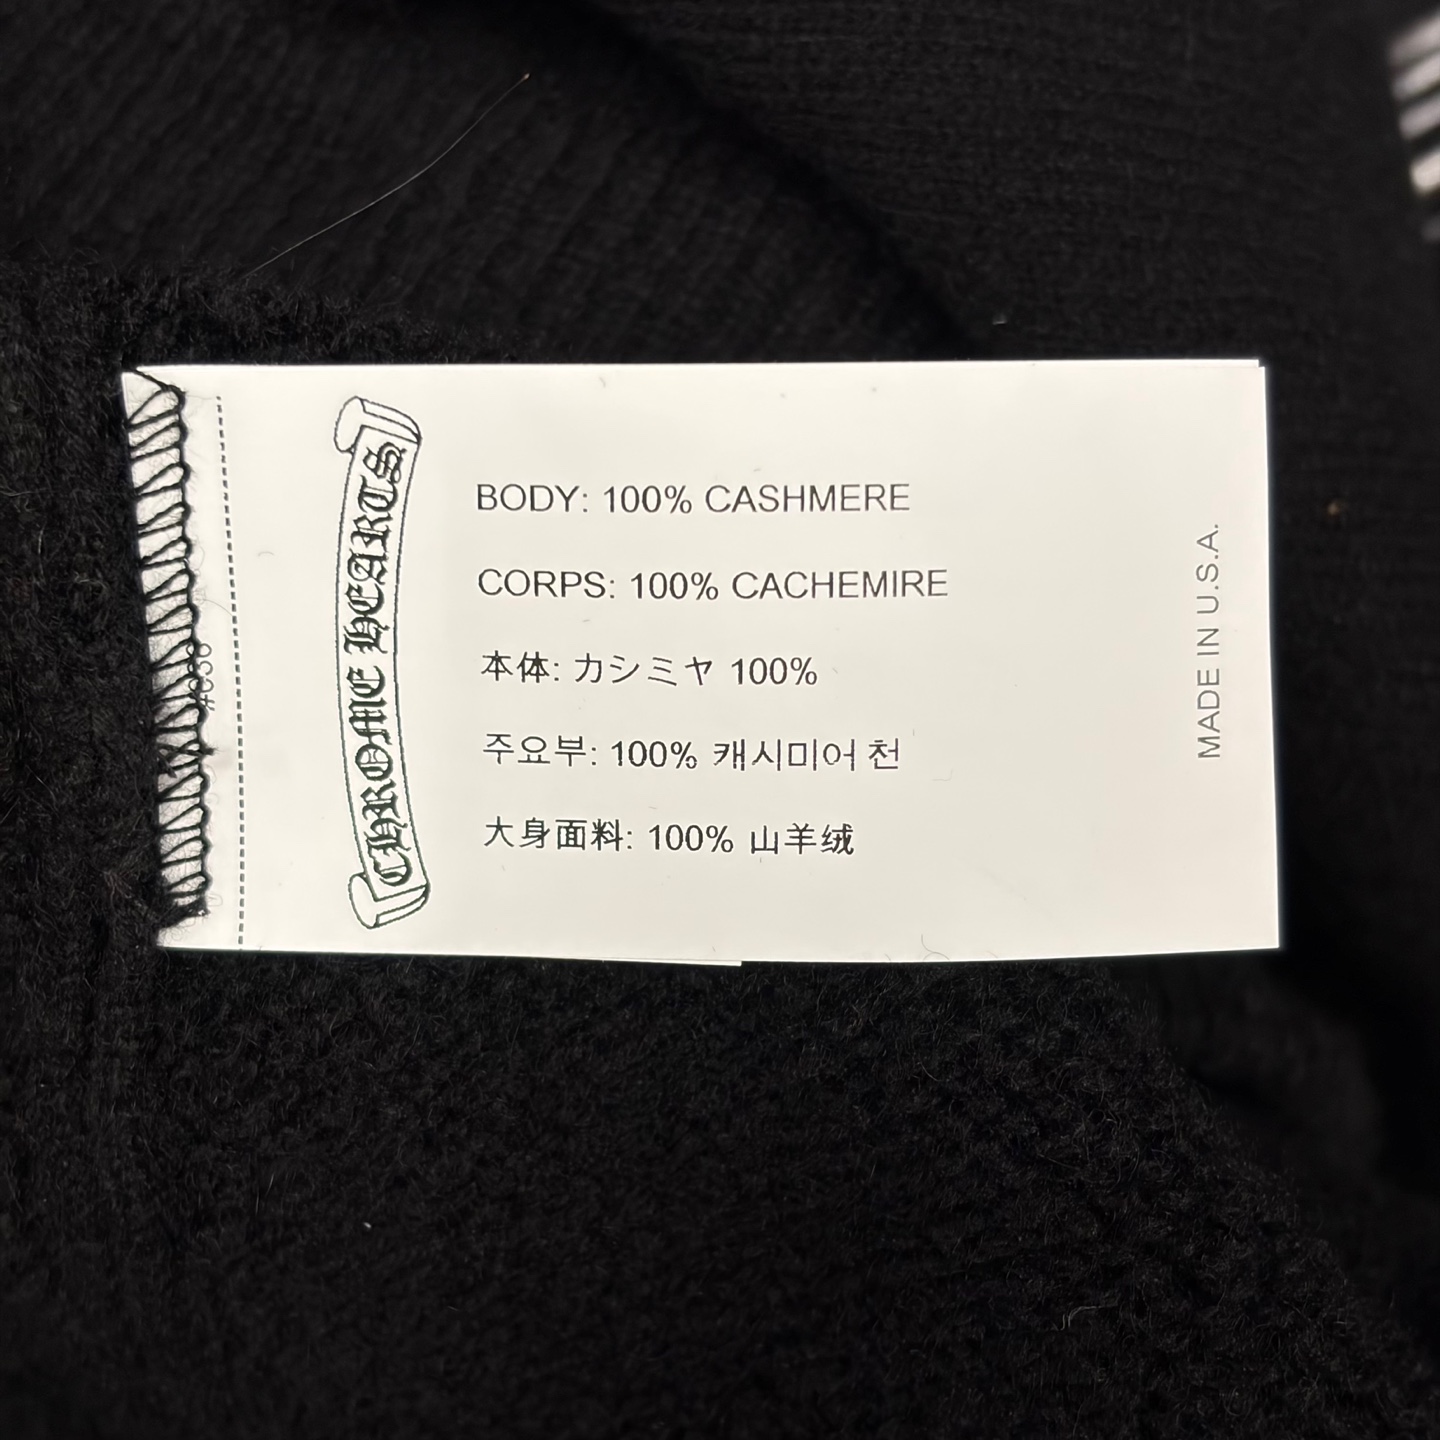 CHROME HEARTS
BODY: 100% CASHMERE
CORPS: 100% CACHEMIRE
本体: カシミヤ 100%
주요부: 100% 캐시미어 천
大身面料: 100% 山羊绒
MADE IN U.S.A.